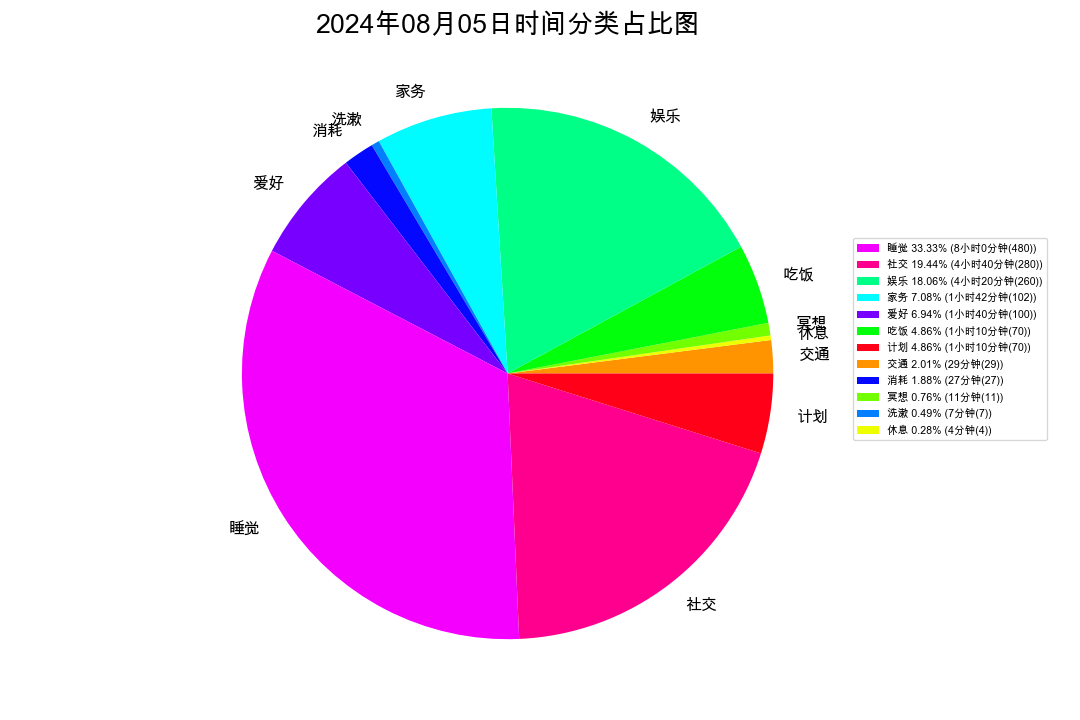 2024年08月05日时间分类占比图
家务
娱乐
洗漱
消耗
爱好
吃饭
冥想
休息
交通
计划
睡觉
社交
睡觉 33.33% (8小时0分钟(480))
社交 19.44% (4小时40分钟(280))
娱乐 18.06% (4小时20分钟(260))
家务 7.08% (1小时42分钟(102))
爱好 6.94% (1小时40分钟(100))
吃饭 4.86% (1小时10分钟(70))
计划 4.86% (1小时10分钟(70))
交通 2.01% (29分钟(29))
消耗 1.88% (27分钟(27))
冥想 0.76% (11分钟(11))
洗漱 0.49% (7分钟(7))
休息 0.28% (4分钟(4))